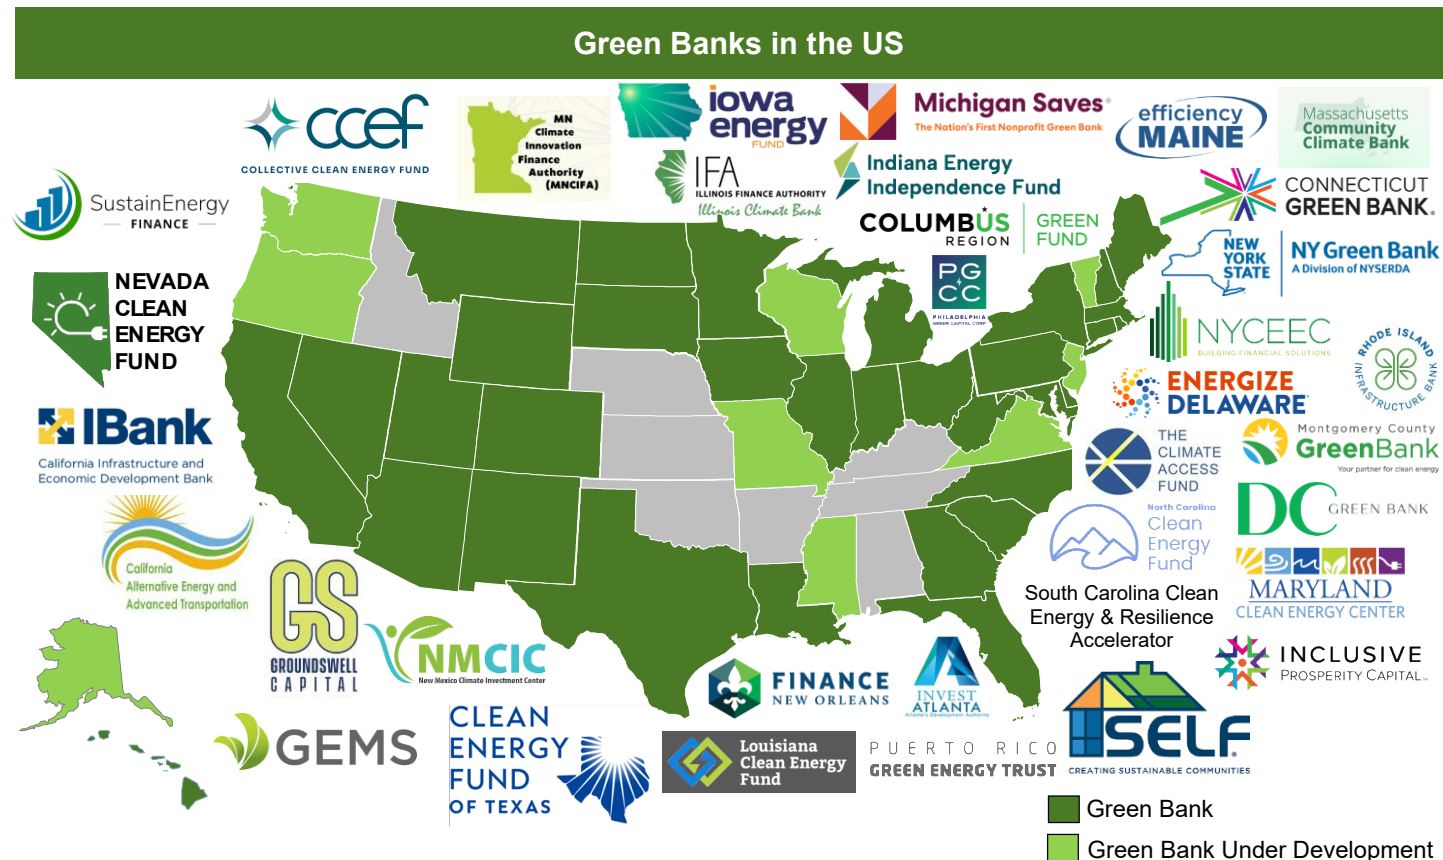 Green Banks in the US
ccef
COLLECTIVE CLEAN ENERGY FUND
MN
Climate
Innovation
Finance
Authority
(MNCIFA)
iowa
energy
FUND
Michigan Saves®
The Nation's First Nonprofit Green Bank
efficiency
MAINE
Massachusetts
Community
Climate Bank
IFA
ILLINOIS FINANCE AUTHORITY
Illinois Climate Bank
Indiana Energy
Independence Fund
SustainEnergy
FINANCE
CONNECTICUT
GREEN BANK.
COLUMBUS
REGION
GREEN
FUND
NEW
YORK
STATE
NY Green Bank
A Division of NYSERDA
PG
CC
PHILADELPHIA
GREEN CAPITAL CORP
NEVADA
CLEAN
ENERGY
FUND
NYCEEC
BUILDING FINANCIAL SOLUTIONS
RHODE ISLAND
INFRASTRUCTURE BANK
ENERGIZE
DELAWARE
IBank
California Infrastructure and
Economic Development Bank
THE
CLIMATE
ACCESS
FUND
Montgomery County
GreenBank
Your partner for clean energy
DC GREEN BANK
North Carolina
Clean
Energy
Fund
California
Alternative Energy and
Advanced Transportation
MARYLAND
CLEAN ENERGY CENTER
South Carolina Clean
Energy & Resilience
Accelerator
GS
GROUNDSWELL
CAPITAL
NMCIC
New Mexico Climate Investment Center
INCLUSIVE
PROSPERITY CAPITAL
FINANCE
NEW ORLEANS
INVEST
ATLANTA
Atlanta's Development Authority
GEMS
CLEAN
ENERGY
FUND
OF TEXAS
Louisiana
Clean Energy
Fund
PUERTO RICO
GREEN ENERGY TRUST
SELF
CREATING SUSTAINABLE COMMUNITIES
Green Bank
Green Bank Under Development